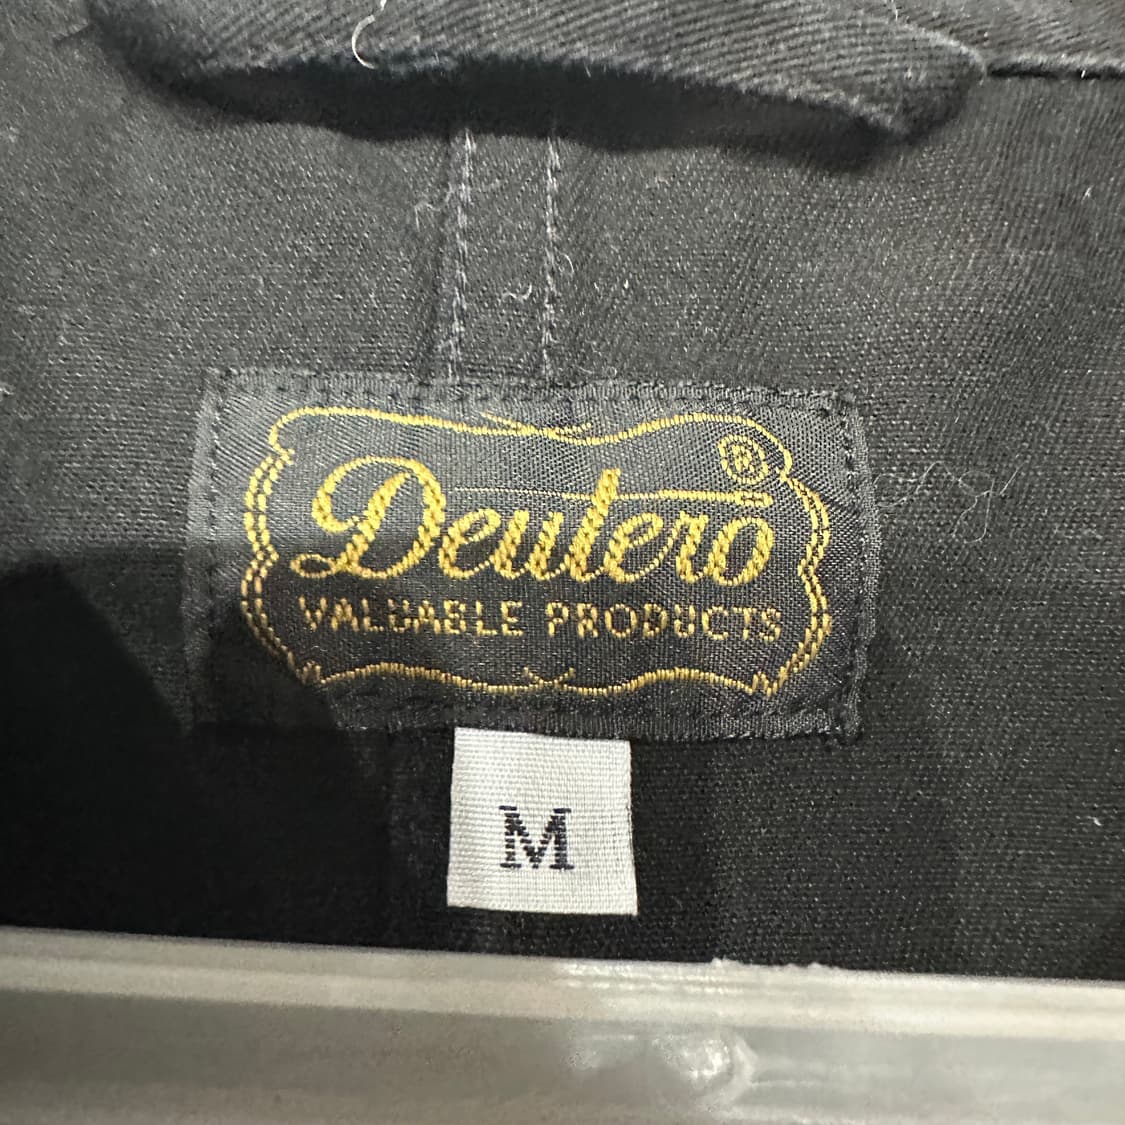 ®
Deutero
VALUABLE PRODUCTS
M